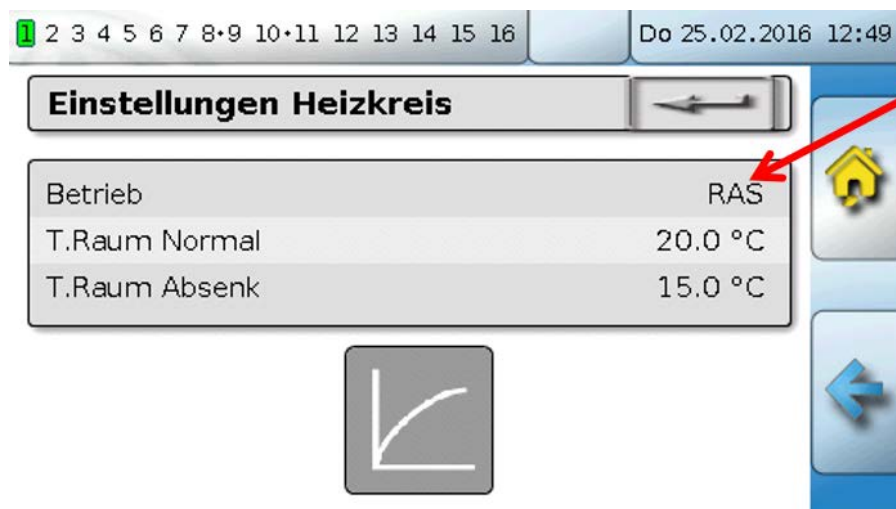 1 2 3 4 5 6 7 8·9 10·11 12 13 14 15 16 Do 25.02.2016 12:49
Einstellungen Heizkreis
Betrieb RAS
T.Raum Normal 20.0 °C
T.Raum Absenk 15.0 °C